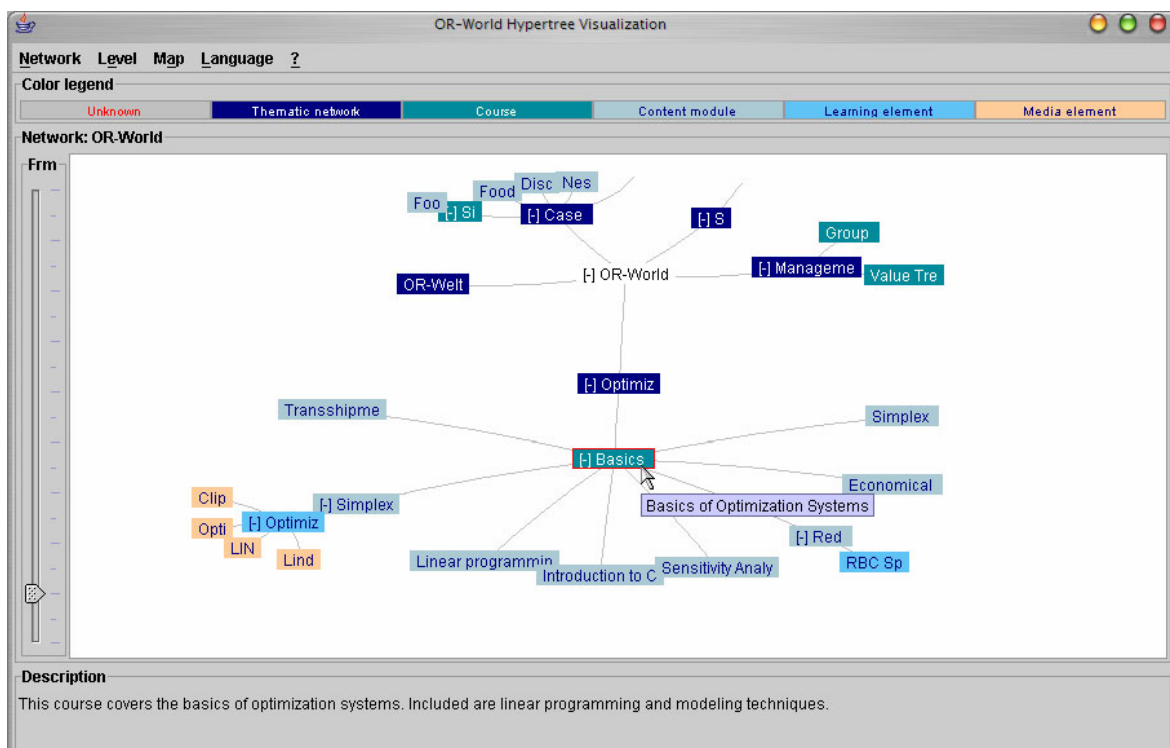 OR-World Hypertree Visualization
Network Level Map Language ?
Color legend
Unknown Thematic network Course Content module Learning element Media element
Network: OR-World
Frm
Disc Nes
Food
Foo [-] Si [-] Case [-] S
Group
[-] OR-World [-] Manageme Value Tre
OR-Welt
[-] Optimiz
Transshipme Simplex
[-] Basics
Economical
Clip [-] Simplex Basics of Optimization Systems
Opti [-] Optimiz [-] Red
LIN
Lind Linear programmin Introduction to C Sensitivity Analy RBC Sp
Description
This course covers the basics of optimization systems. Included are linear programming and modeling techniques.